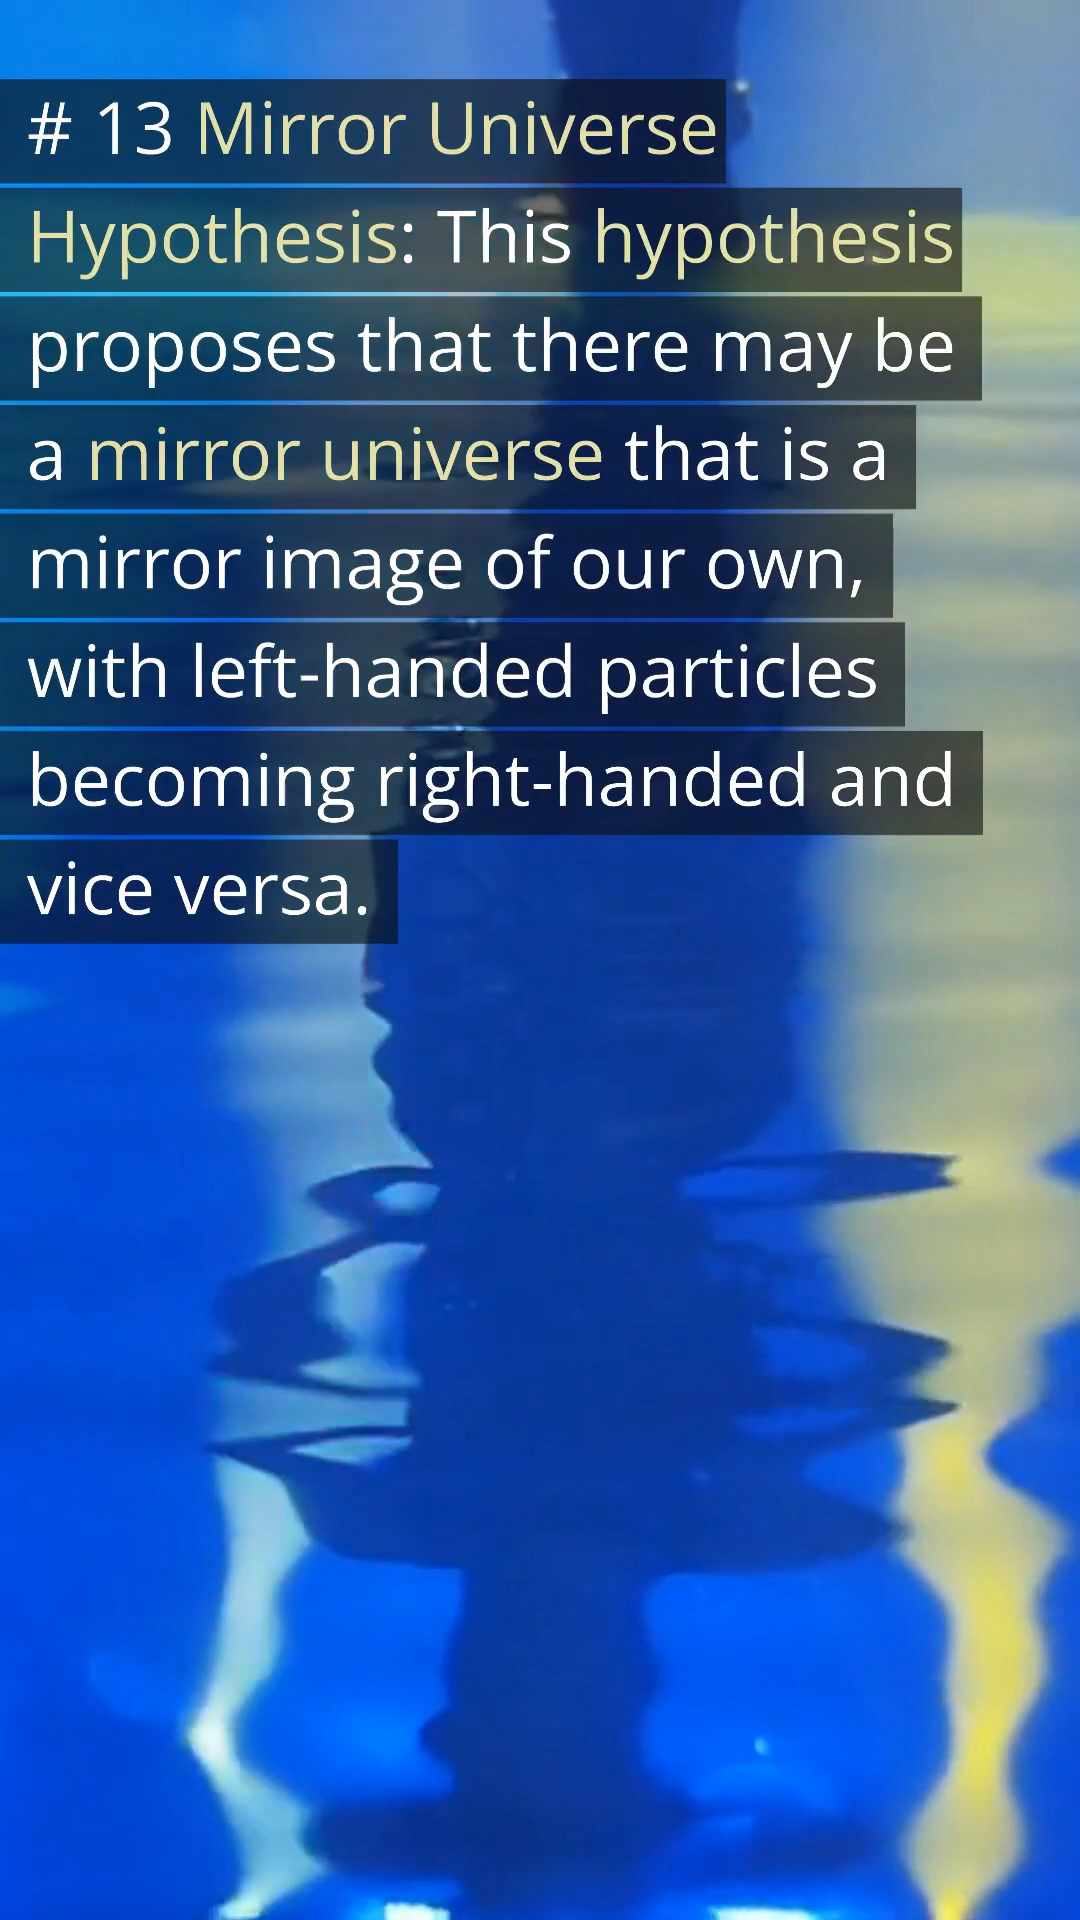 # 13 Mirror Universe
Hypothesis: This hypothesis
proposes that there may be
a mirror universe that is a
mirror image of our own,
with left-handed particles
becoming right-handed and
vice versa.